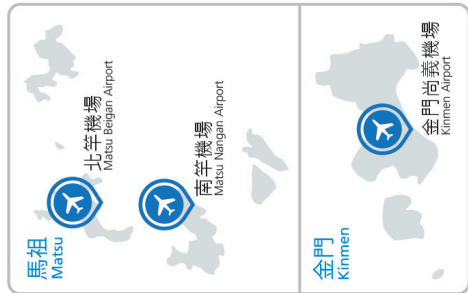 馬祖
Matsu
北竿機場
Matsu Beigan Airport
南竿機場
Matsu Nangan Airport
金門
Kinmen
金門尚義機場
Kinmen Airport